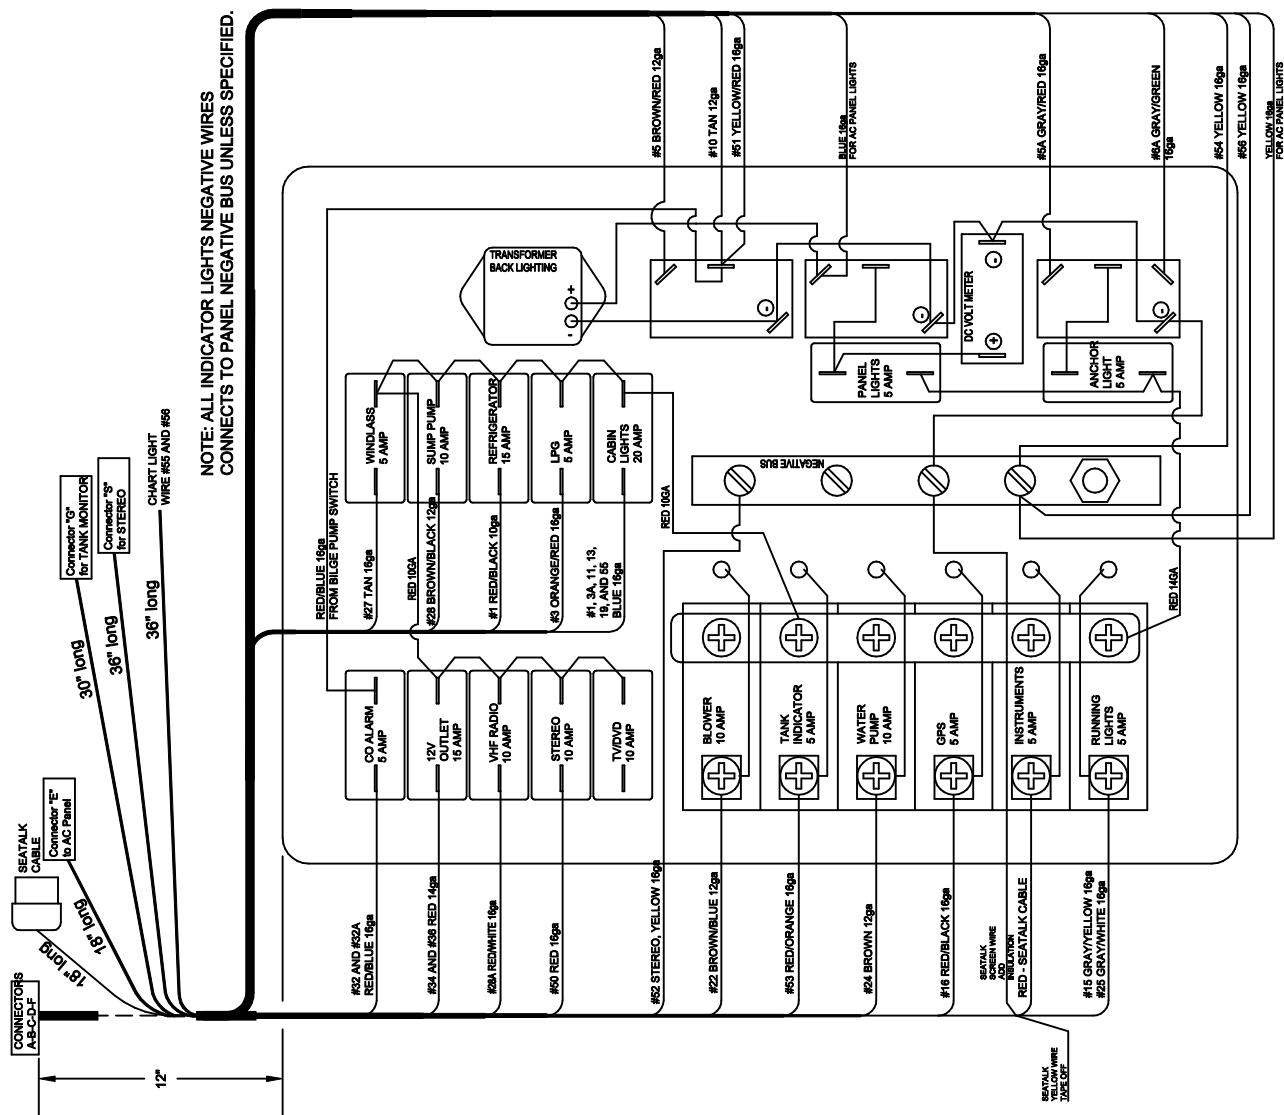 NOTE: ALL INDICATOR LIGHTS NEGATIVE WIRES
CONNECTS TO PANEL NEGATIVE BUS UNLESS SPECIFIED.
CONNECTORS
A-B-C-D-F
SEATALK
CABLE
18" long
Connector "E"
to AC Panel
18" long
Connector "G"
for TANK MONITOR
30" long
Connector "S"
for STEREO
36" long
CHART LIGHT
WIRE #55 AND #56
36" long
12"
#5 BROWN/RED 12ga
#10 TAN 12ga
#51 YELLOW/RED 16ga
BLUE 16ga
FOR AC PANEL LIGHTS
#5A GRAY/RED 16ga
#6A GRAY/GREEN
16ga
#54 YELLOW 16ga
#56 YELLOW 16ga
YELLOW 16ga
FOR AC PANEL LIGHTS
TRANSFORMER
BACK LIGHTING
+
-
-
-
DC VOLT METER
-
+
-
PANEL
LIGHTS
5 AMP
ANCHOR
LIGHT
5 AMP
WINDLASS
5 AMP
SUMP PUMP
10 AMP
REFRIGERATOR
15 AMP
LPG
5 AMP
CABIN
LIGHTS
20 AMP
NEGATIVE BUS
RED/BLUE 16ga
FROM BILGE PUMP SWITCH
#27 TAN 16ga
RED 10GA
#28 BROWN/BLACK 12ga
#1 RED/BLACK 10ga
#3 ORANGE/RED 16ga
#1, 3A, 11, 13,
19, AND 55
BLUE 16ga
RED 10GA
RED 14GA
CO ALARM
5 AMP
12V
OUTLET
15 AMP
VHF RADIO
10 AMP
STEREO
10 AMP
TV/DVD
10 AMP
BLOWER
10 AMP
TANK
INDICATOR
5 AMP
WATER
PUMP
10 AMP
GPS
5 AMP
INSTRUMENTS
5 AMP
RUNNING
LIGHTS
5 AMP
#32 AND #32A
RED/BLUE 16ga
#34 AND #36 RED 14ga
#28A RED/WHITE 16ga
#50 RED 16ga
#52 STEREO, YELLOW 16ga
#22 BROWN/BLUE 12ga
#53 RED/ORANGE 16ga
#24 BROWN 12ga
#16 RED/BLACK 16ga
SEATALK
SCREEN WIRE
ADD
INSULATION
RED - SEATALK CABLE
#15 GRAY/YELLOW 16ga
#25 GRAY/WHITE 16ga
SEATALK
YELLOW WIRE
TAPE OFF